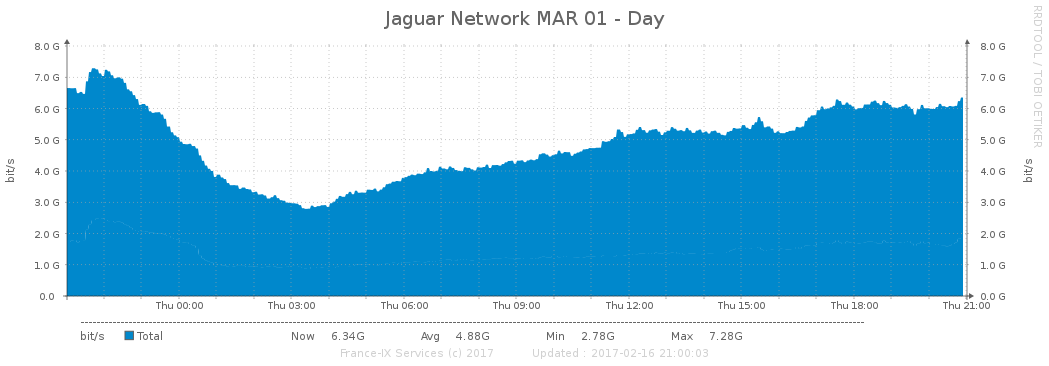 Jaguar Network MAR 01 - Day
RRDTOOL / TOBI OETIKER
8.0 G 8.0 G
7.0 G 7.0 G
6.0 G 6.0 G
5.0 G 5.0 G
4.0 G 4.0 G
3.0 G 3.0 G
2.0 G 2.0 G
1.0 G 1.0 G
0.0 0.0 G
bit/s
bit/s
Thu 00:00 Thu 03:00 Thu 06:00 Thu 09:00 Thu 12:00 Thu 15:00 Thu 18:00 Thu 21:00
bit/s Total Now 6.34G Avg 4.88G Min 2.78G Max 7.28G
France-IX Services (c) 2017 Updated : 2017-02-16 21:00:03